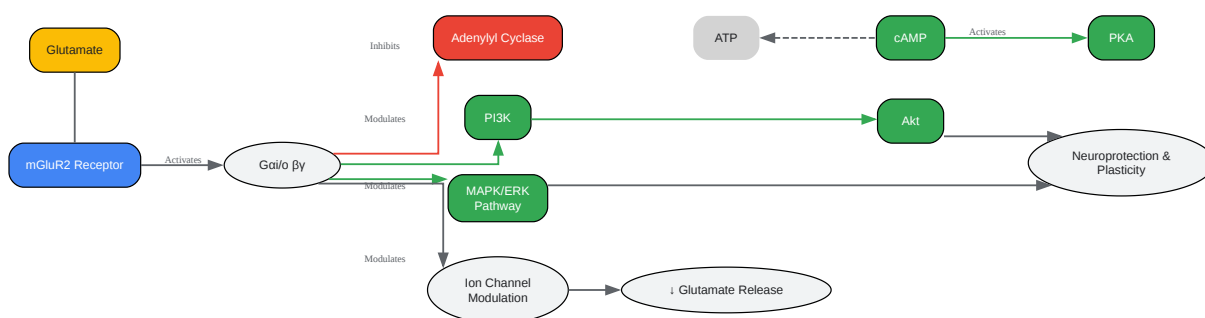 Glutamate
Inhibits
Adenylyl Cyclase
ATP
cAMP
Activates
PKA
Modulates
PI3K
Akt
mGluR2 Receptor
Activates
Gαi/o βγ
Modulates
MAPK/ERK
Pathway
Neuroprotection &
Plasticity
Modulates
Ion Channel
Modulation
↓ Glutamate Release